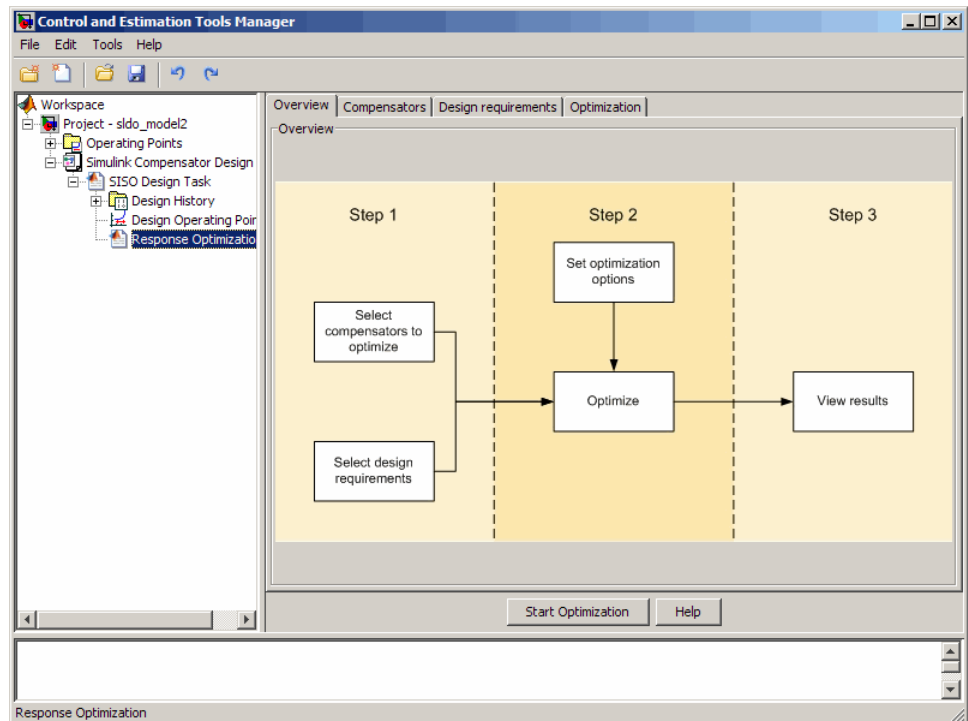 Control and Estimation Tools Manager
File Edit Tools Help
Workspace
Project - sldo_model2
Operating Points
Simulink Compensator Design
SISO Design Task
Design History
Design Operating Poir
Response Optimizatio
Overview Compensators Design requirements Optimization
Overview
Step 1
Step 2
Step 3
Set optimization
options
Select
compensators to
optimize
Optimize
View results
Select design
requirements
Start Optimization Help
Response Optimization